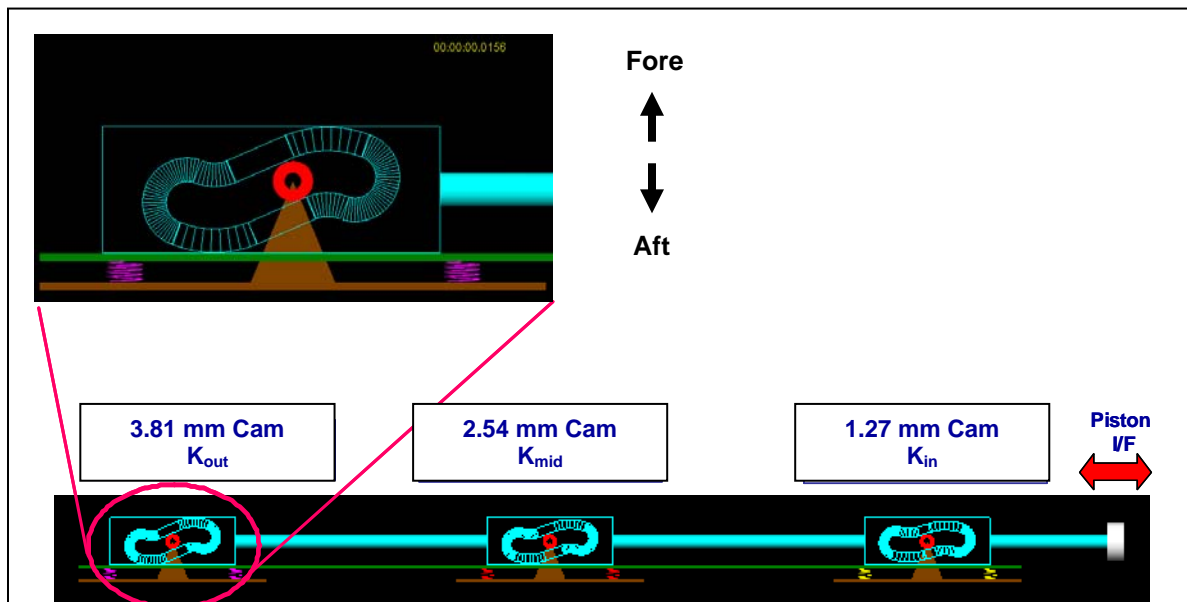 00:00:00.0156
Fore
Aft
3.81 mm Cam
Kout
2.54 mm Cam
Kmid
1.27 mm Cam
Kin
Piston
I/F